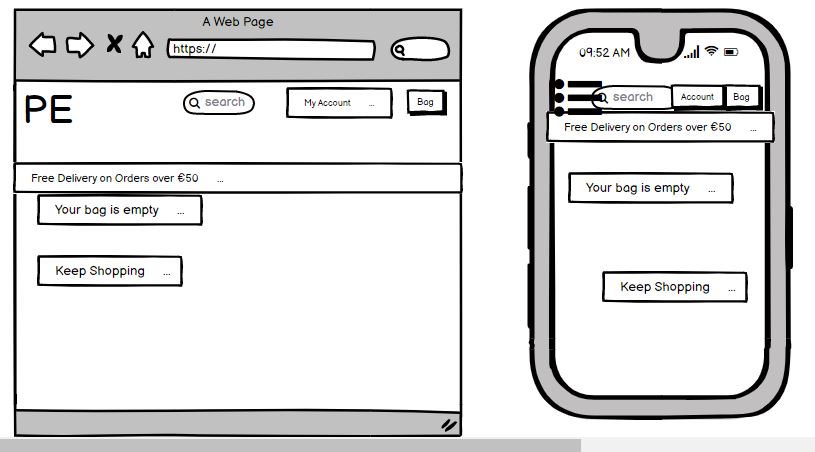 A Web Page
https://
PE
search
My Account ...
Bag
Free Delivery on Orders over €50 ...
Your bag is empty ...
Keep Shopping ...
09:52 AM
search
Account
Bag
Free Delivery on Orders over €50 ...
Your bag is empty ...
Keep Shopping ...